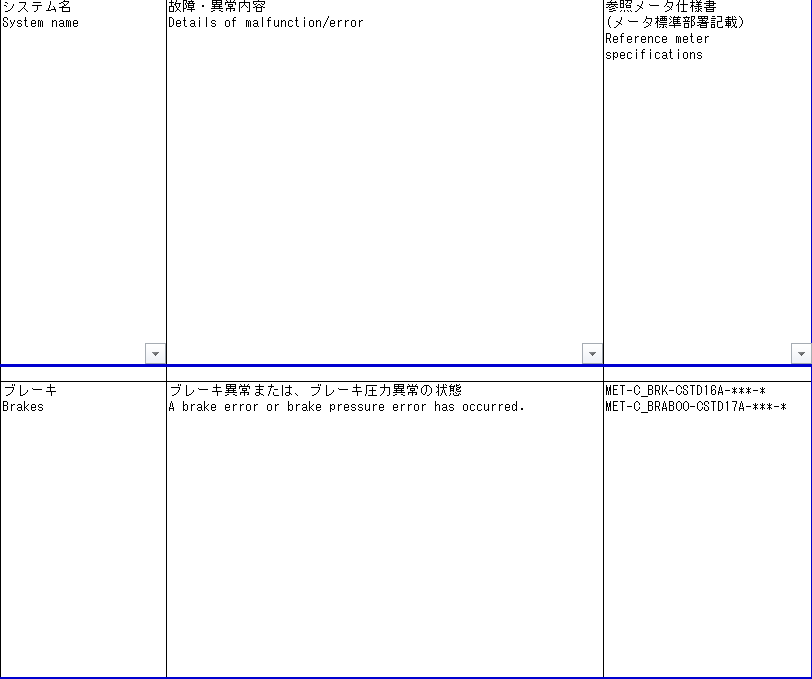 システム名
System name
故障・異常内容
Details of malfunction/error
参照メータ仕様書
(メータ標準部署記載)
Reference meter
specifications
ブレーキ
Brakes
ブレーキ異常または、ブレーキ圧力異常の状態
A brake error or brake pressure error has occurred.
MET-C_BRK-CSTD16A-***-*
MET-C_BRABOO-CSTD17A-***-*